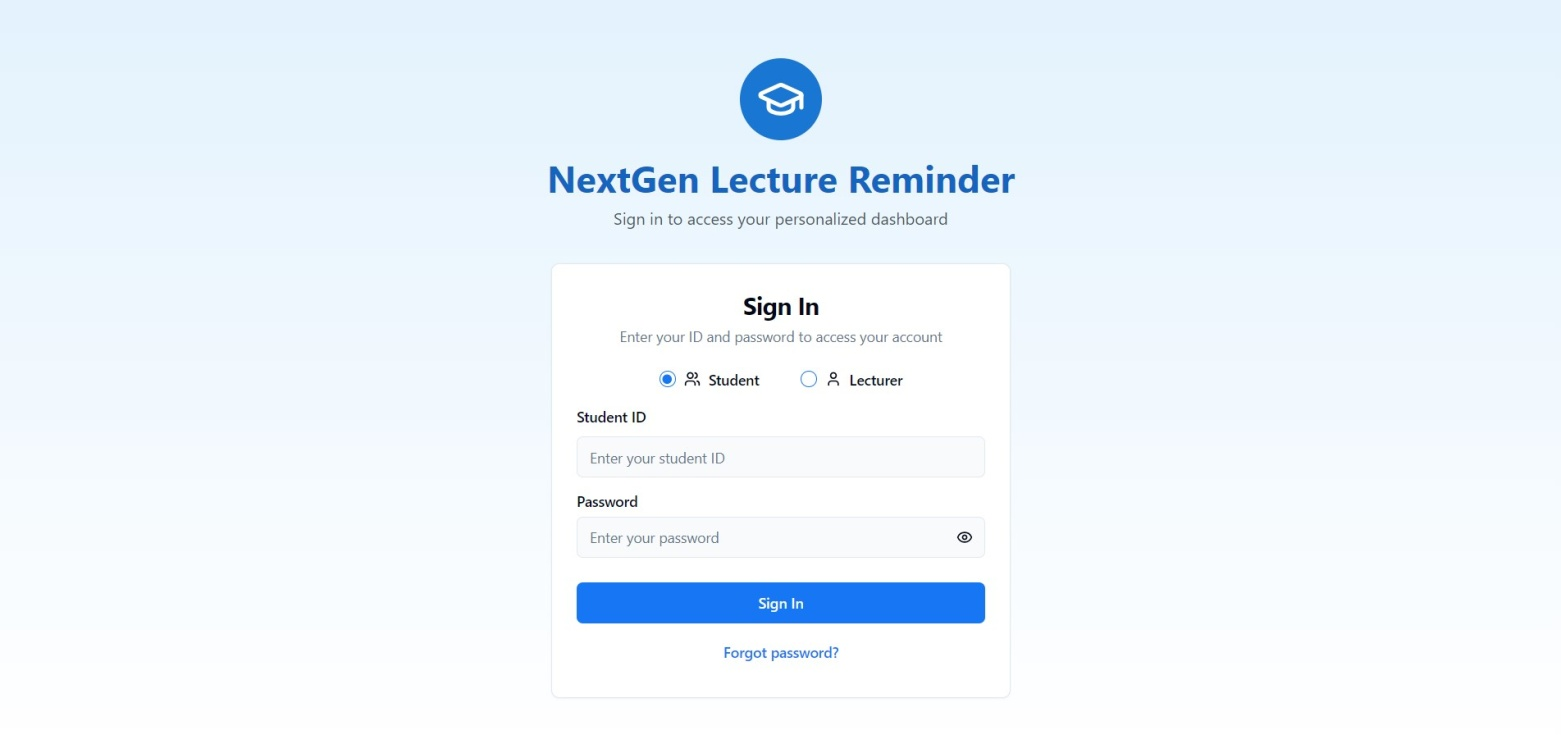 NextGen Lecture Reminder
Sign in to access your personalized dashboard
Sign In
Enter your ID and password to access your account
Student Lecturer
Student ID
Enter your student ID
Password
Enter your password
Sign In
Forgot password?